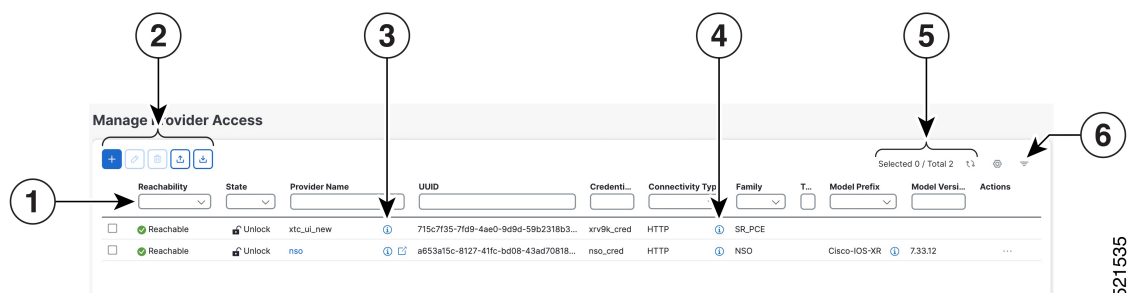 2
3
4
5
Manage Provider Access
6
Selected 0 / Total 2
1
Reachability State Provider Name UUID Credenti... Connectivity Typ Family T... Model Prefix Model Versi... Actions
Reachable Unlock xtc_ui_new 715c7f35-7fd9-4ae0-9d9d-59b2318b3... xrv9k_cred HTTP SR_PCE
Reachable Unlock nso a653a15c-8127-41fc-bd08-43ad70818... nso_cred HTTP NSO Cisco-IOS-XR 7.33.12 ...
521535